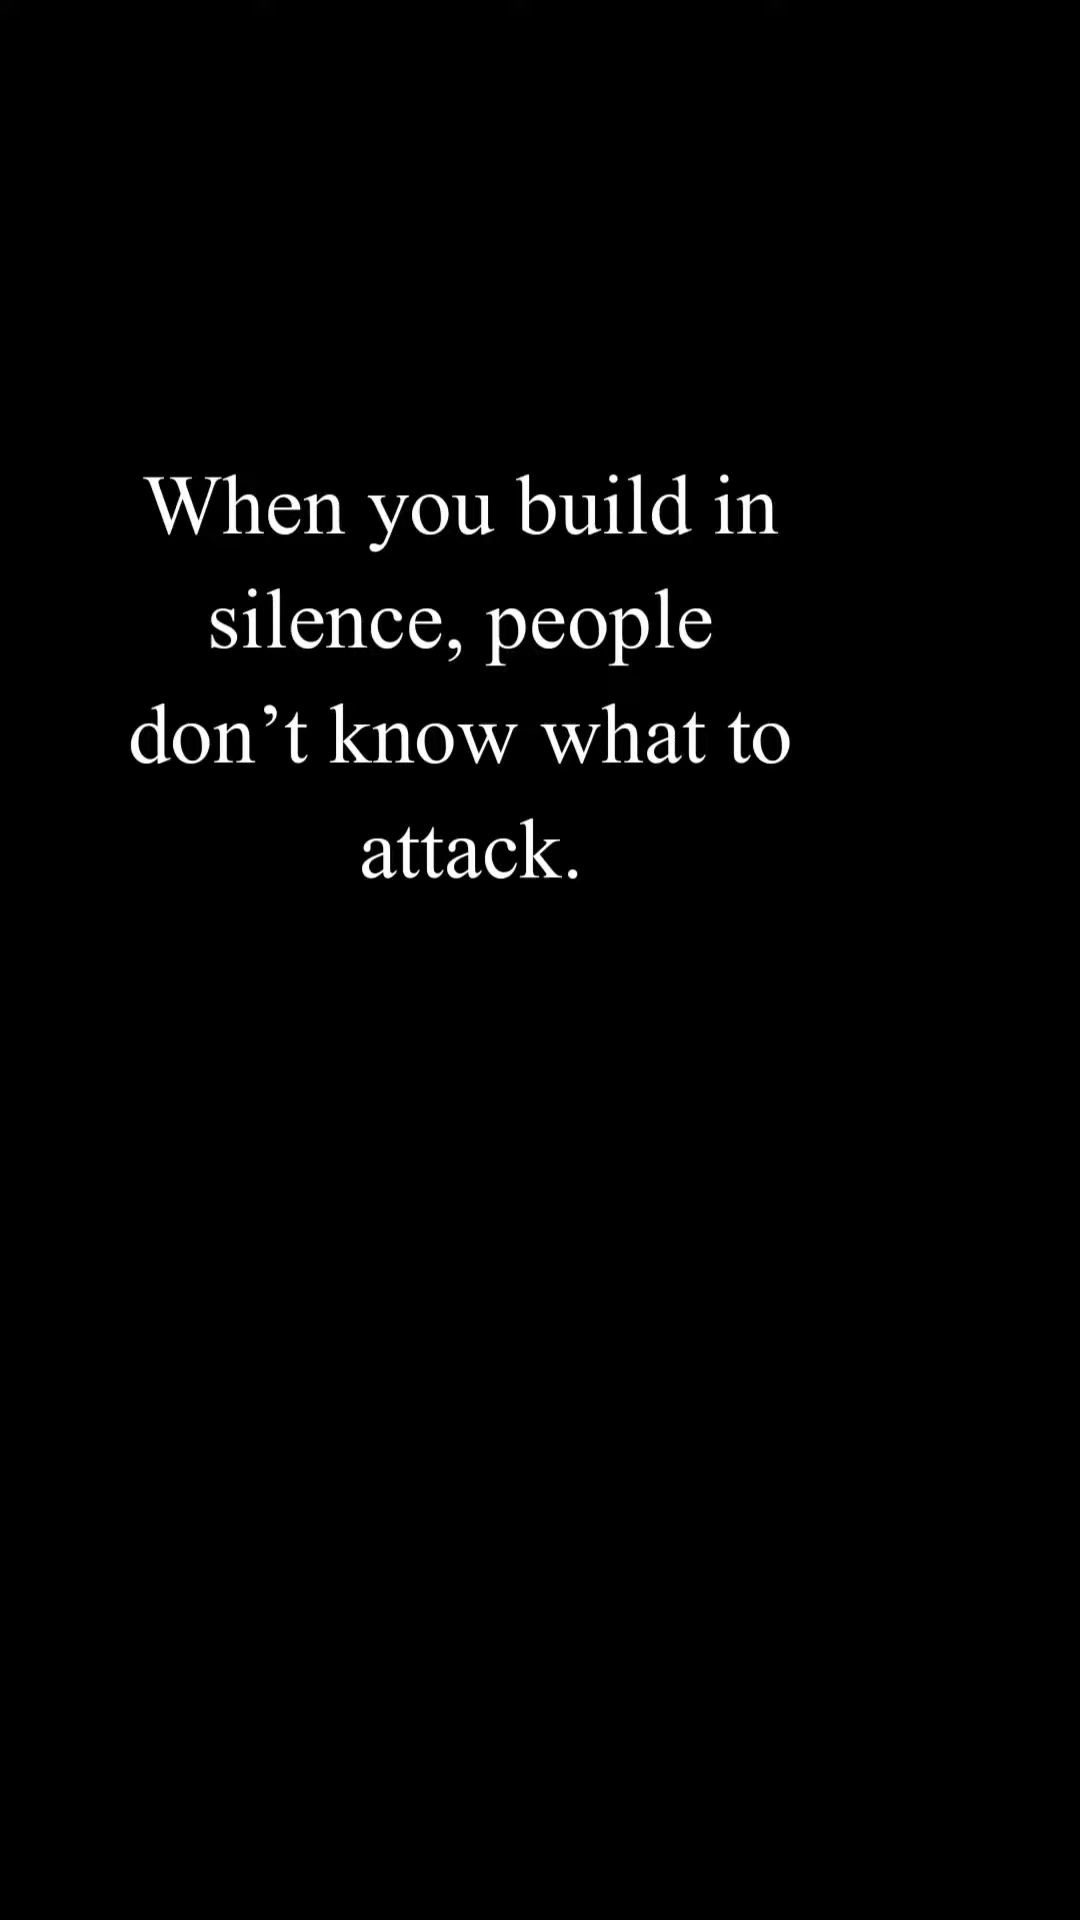 When you build in
silence, people
don’t know what to
attack.